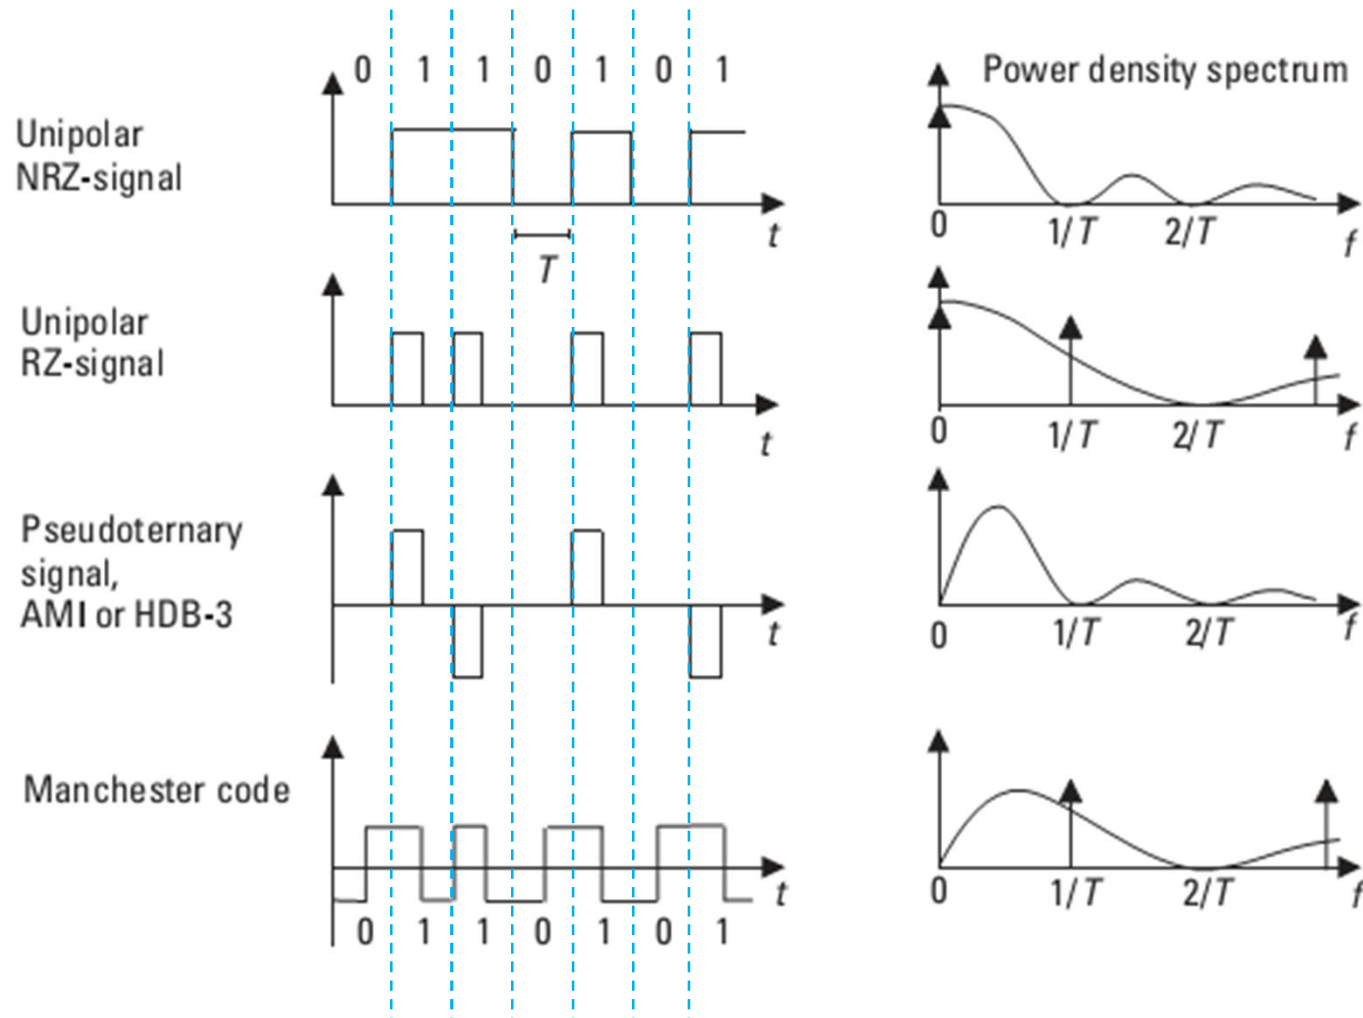 0 1 1 0 1 0 1
Power density spectrum
Unipolar
NRZ-signal
t
T
0 1/T 2/T f
Unipolar
RZ-signal
t
0 1/T 2/T f
Pseudoternary
signal,
AMI or HDB-3
t
0 1/T 2/T f
Manchester code
t
0 1/T 2/T f
0 1 1 0 1 0 1